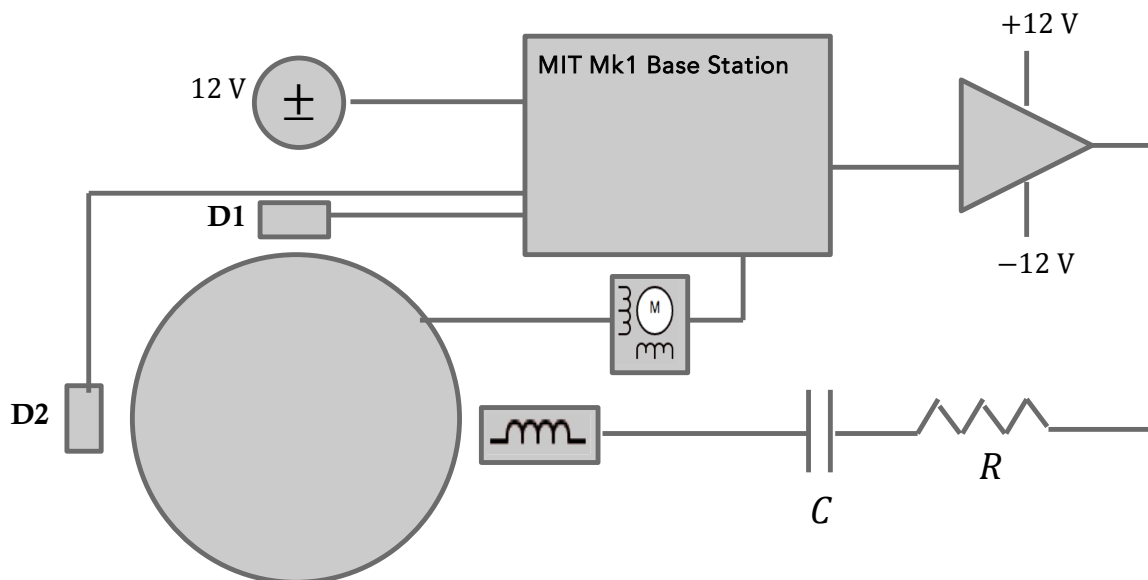 +12 V
MIT Mk1 Base Station
12 V
±
D1
−12 V
M
D2
R
C